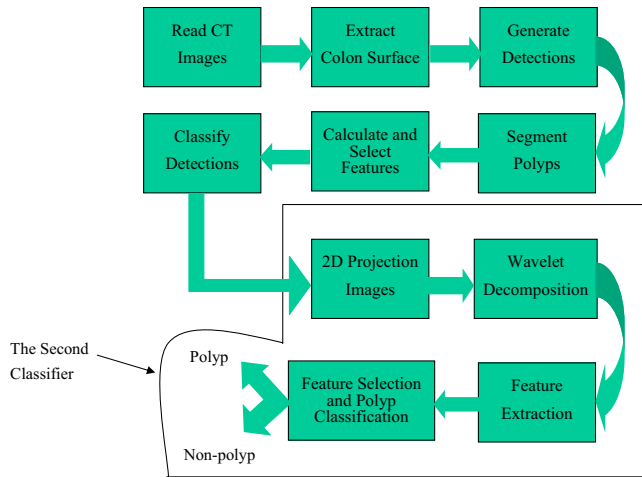 Read CT
Images
Extract
Colon Surface
Generate
Detections
Segment
Polyps
Calculate and
Select
Features
Classify
Detections
2D Projection
Images
Wavelet
Decomposition
Feature
Extraction
Feature Selection
and Polyp
Classification
Polyp
Non-polyp
The Second
Classifier